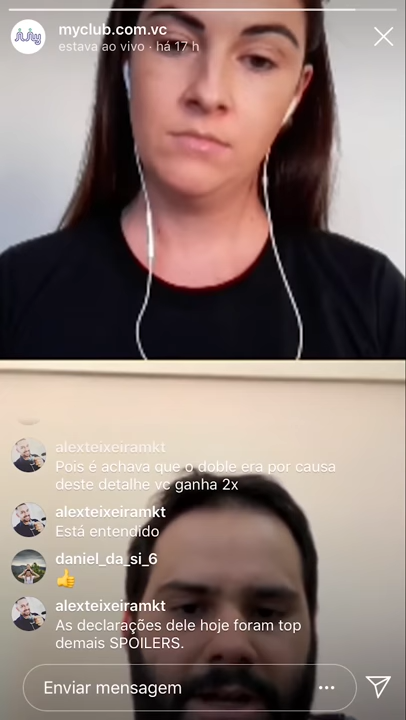 myclub.com.vc
estava ao vivo · há 17 h
alexteixeiramkt
Pois é achava que o doble era por causa
deste detalhe vc ganha 2x
alexteixeiramkt
Está entendido
daniel_da_si_6
👍
alexteixeiramkt
As declarações dele hoje foram top
demais SPOILERS.
Enviar mensagem